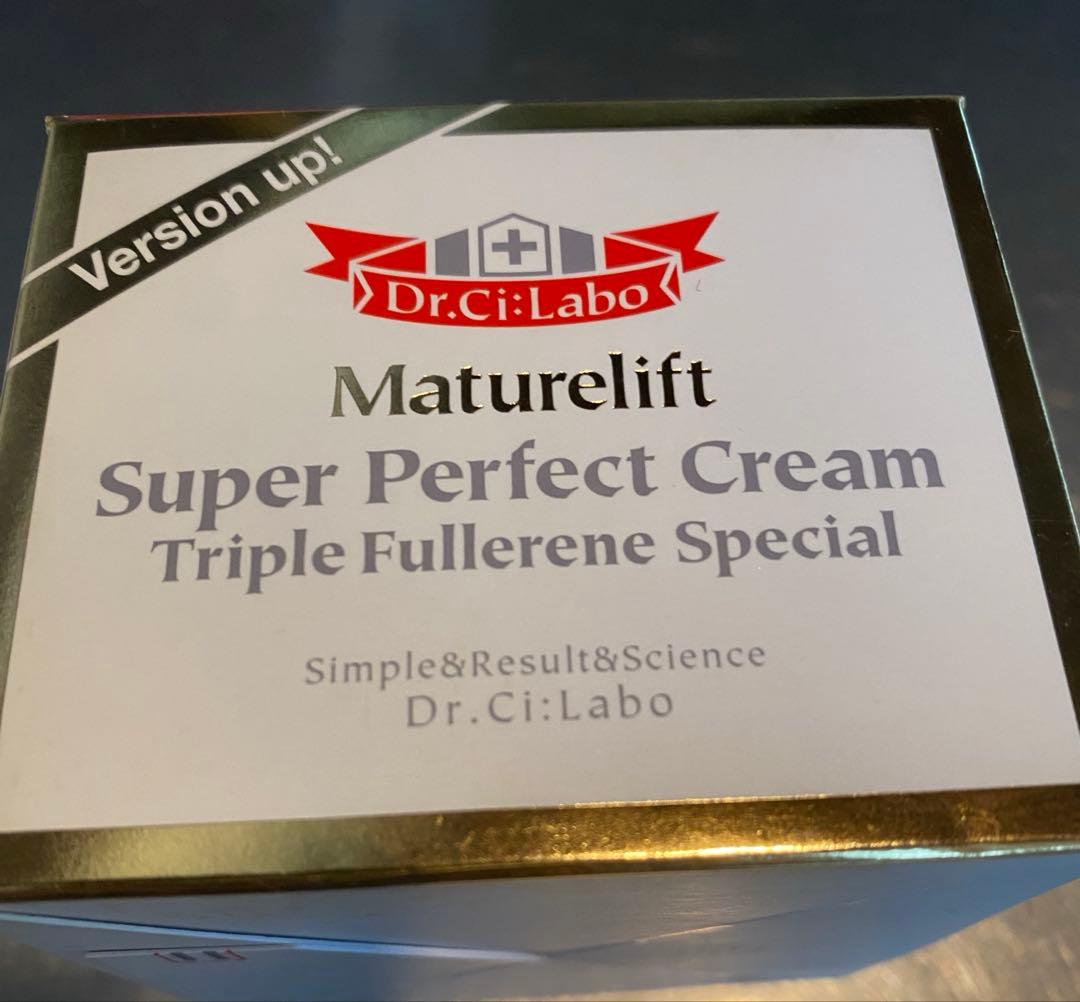 Version up!
Dr.Ci:Labo
Maturelift
Super Perfect Cream
Triple Fullerene Special
Simple&Result&Science
Dr.Ci:Labo